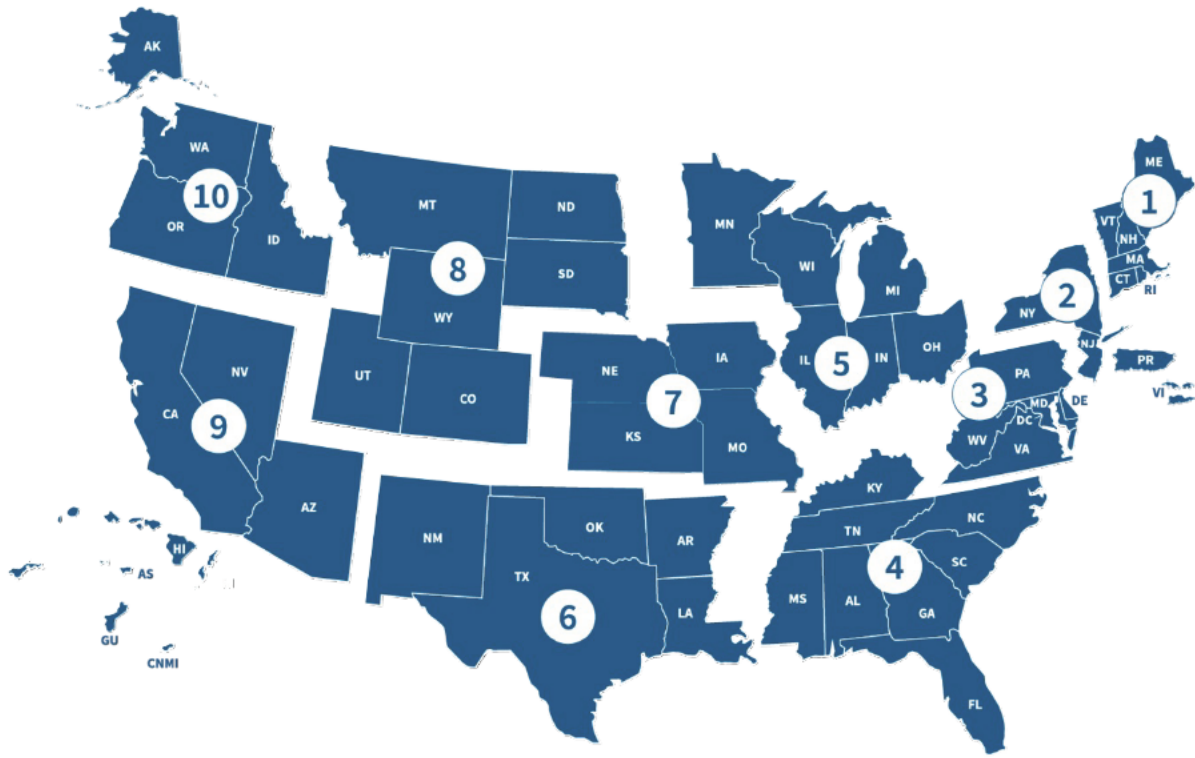 AK
WA
10
OR
ID
MT
ND
8
SD
WY
UT
CO
NV
CA
9
AZ
HI
AS
GU
CNMI
NE
IA
7
KS
MO
NM
OK
AR
TX
6
LA
MN
WI
MI
IL
5
IN
OH
KY
TN
NC
4
SC
MS
AL
GA
FL
ME
1
VT
NH
MA
CT
RI
2
NY
NJ
PR
VI
PA
3
MD
DE
DC
WV
VA